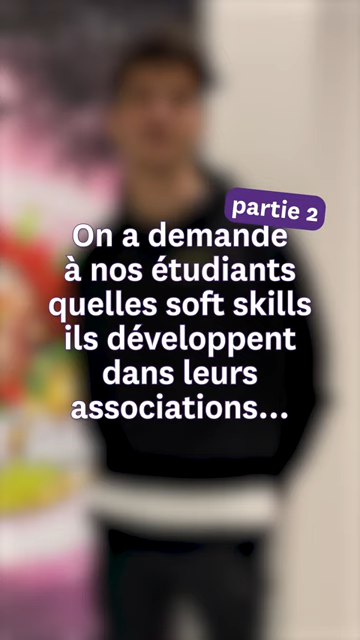 partie 2
On a demande
à nos étudiants
quelles soft skills
ils développent
dans leurs
associations...